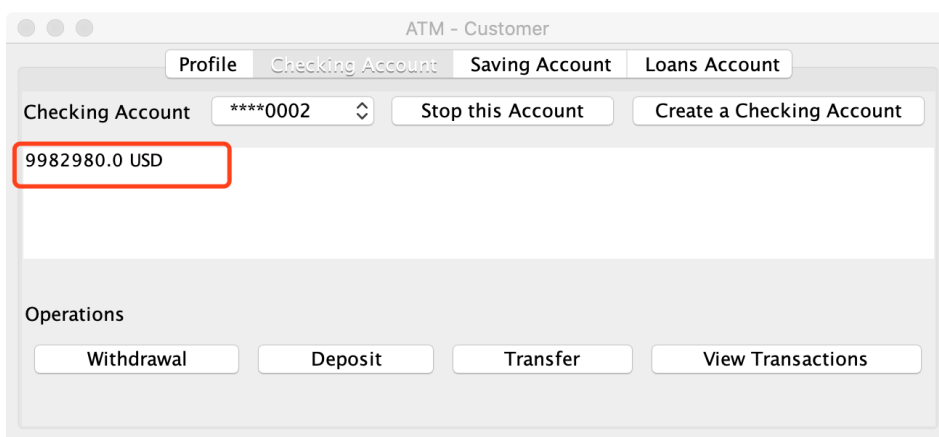 ATM - Customer
Profile Checking Account Saving Account Loans Account
Checking Account ****0002 Stop this Account Create a Checking Account
9982980.0 USD
Operations
Withdrawal Deposit Transfer View Transactions